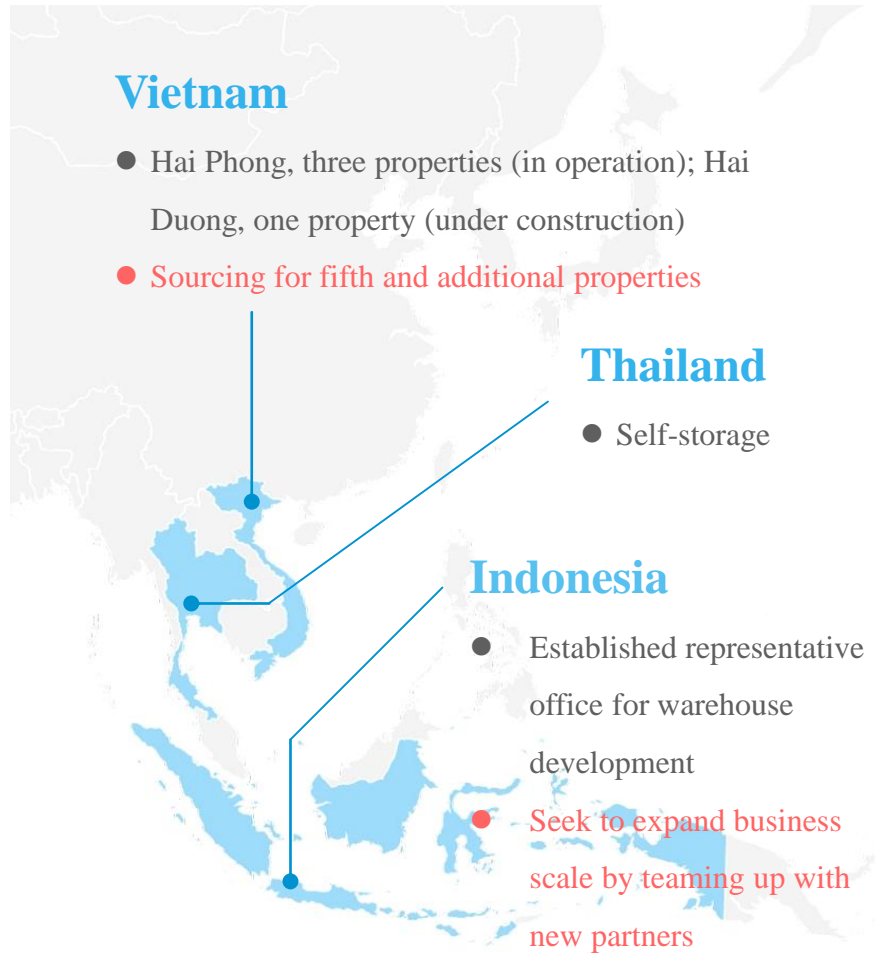 Vietnam
● Hai Phong, three properties (in operation); Hai
Duong, one property (under construction)
● Sourcing for fifth and additional properties
Thailand
● Self-storage
Indonesia
● Established representative
office for warehouse
development
● Seek to expand business
scale by teaming up with
new partners